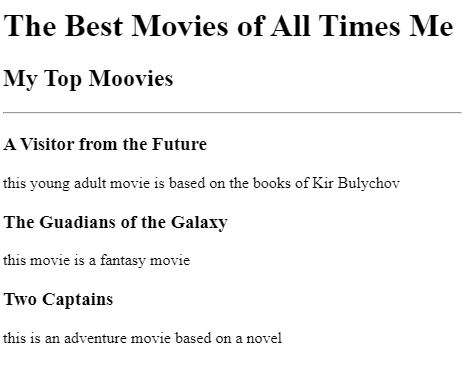 The Best Movies of All Times Me
My Top Moovies
A Visitor from the Future
this young adult movie is based on the books of Kir Bulychov
The Guadians of the Galaxy
this movie is a fantasy movie
Two Captains
this is an adventure movie based on a novel